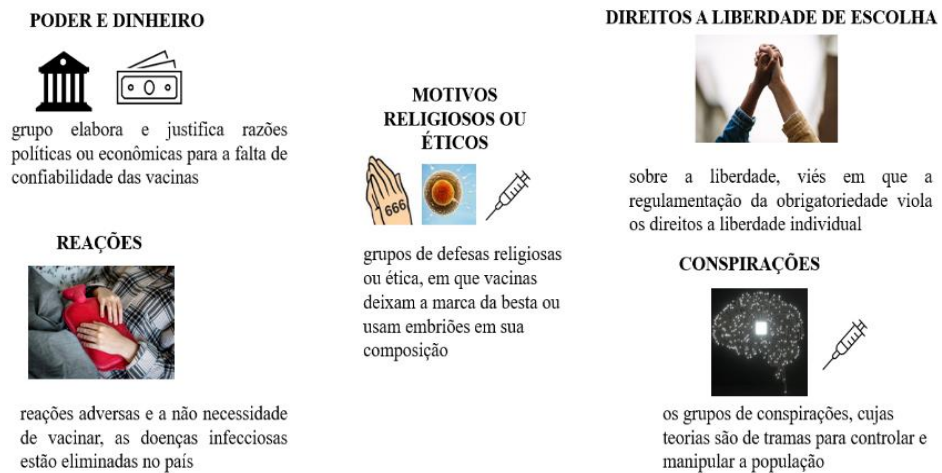 PODER E DINHEIRO
grupo elabora e justifica razões
políticas ou econômicas para a falta de
confiabilidade das vacinas
REAÇÕES
reações adversas e a não necessidade
de vacinar, as doenças infecciosas
estão eliminadas no país
MOTIVOS
RELIGIOSOS OU
ÉTICOS
666
grupos de defesas religiosas
ou ética, em que vacinas
deixam a marca da besta ou
usam embriões em sua
composição
DIREITOS A LIBERDADE DE ESCOLHA
sobre a liberdade, viés em que a
regulamentação da obrigatoriedade viola
os direitos a liberdade individual
CONSPIRAÇÕES
os grupos de conspirações, cujas
teorias são de tramas para controlar e
manipular a população